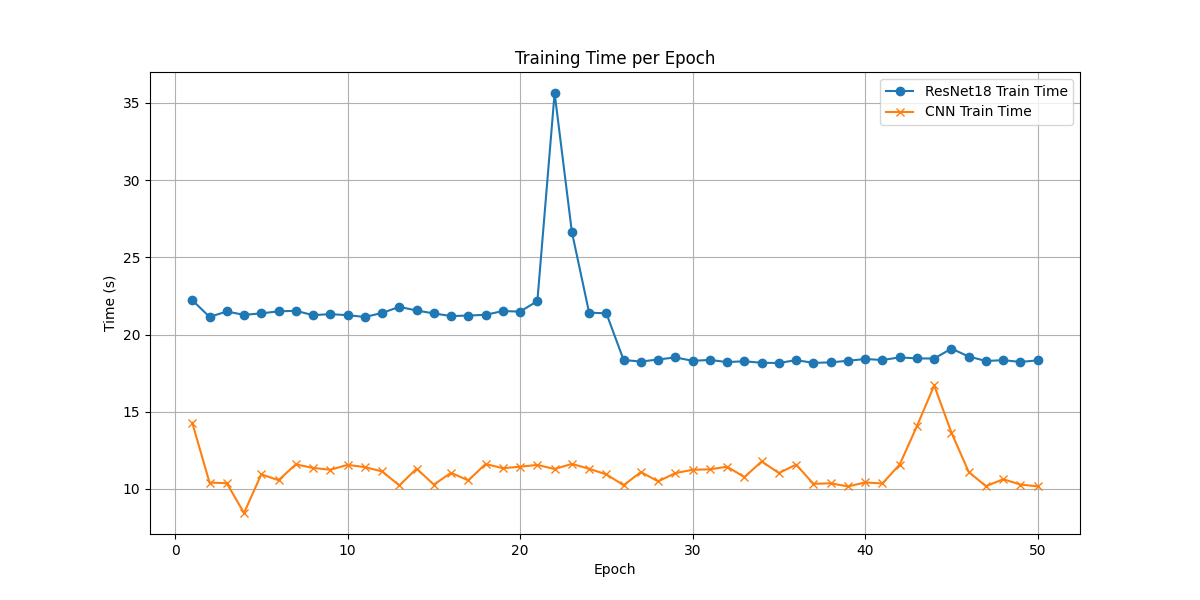 Training Time per Epoch
ResNet18 Train Time
CNN Train Time
35
30
25
20
15
10
Time (s)
0 10 20 30 40 50
Epoch